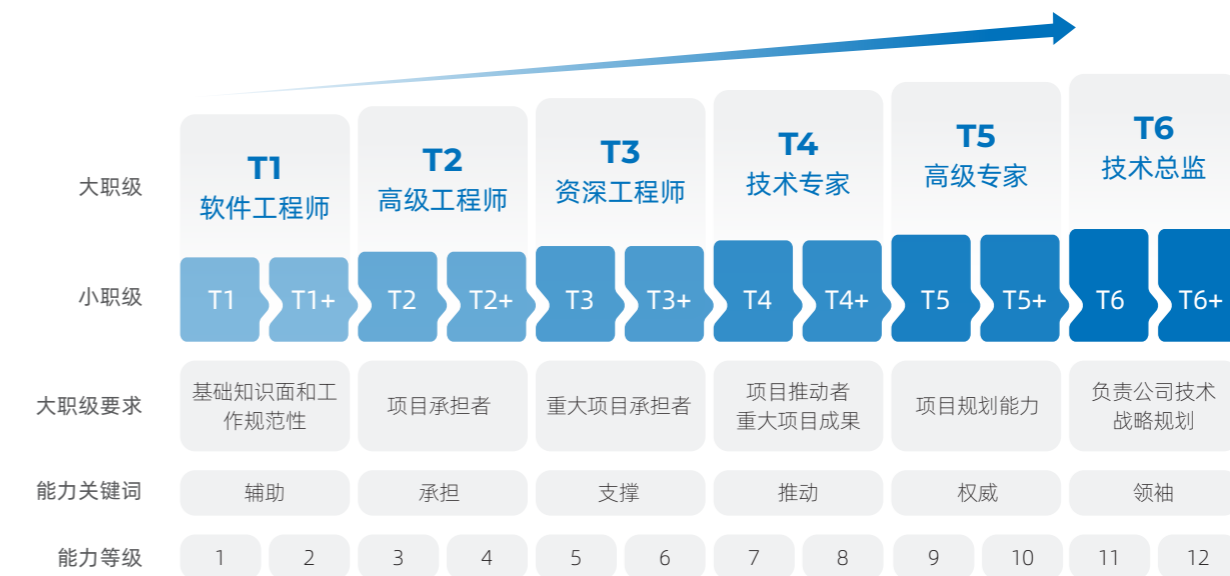 大职级
T1
软件工程师
T2
高级工程师
T3
资深工程师
T4
技术专家
T5
高级专家
T6
技术总监
小职级
T1
T1+
T2
T2+
T3
T3+
T4
T4+
T5
T5+
T6
T6+
大职级要求
基础知识面和工
作规范性
项目承担者
重大项目承担者
项目推动者
重大项目成果
项目规划能力
负责公司技术
战略规划
能力关键词
辅助
承担
支撑
推动
权威
领袖
能力等级
1
2
3
4
5
6
7
8
9
10
11
12